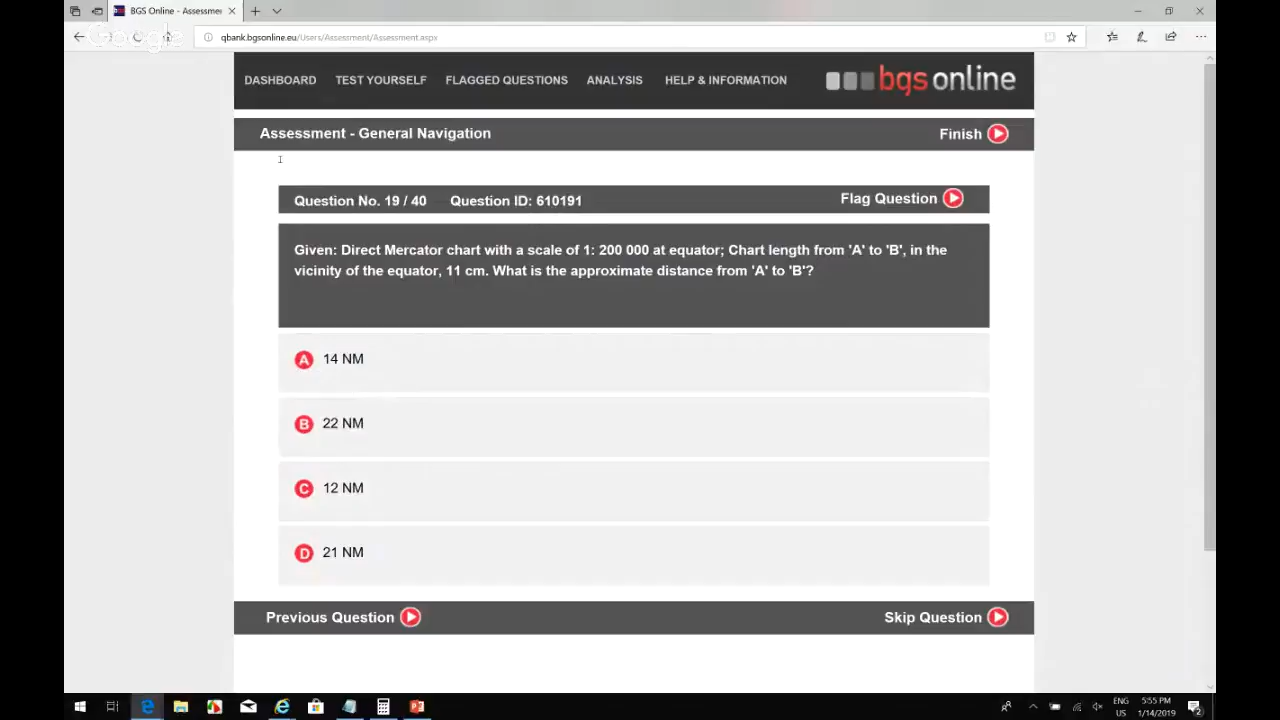 BGS Online - Assessme
qbank.bgsonline.eu/Users/Assessment/Assessment.aspx
Google
DASHBOARD TEST YOURSELF FLAGGED QUESTIONS ANALYSIS HELP & INFORMATION bgs online
Assessment - General Navigation Finish
Question No. 19 / 40 Question ID: 610191 Flag Question
Given: Direct Mercator chart with a scale of 1: 200 000 at equator; Chart length from 'A' to 'B', in the
vicinity of the equator, 11 cm. What is the approximate distance from 'A' to 'B'?
A 14 NM
B 22 NM
C 12 NM
D 21 NM
Previous Question Skip Question
ENG 5:55 PM
US 1/14/2019 2